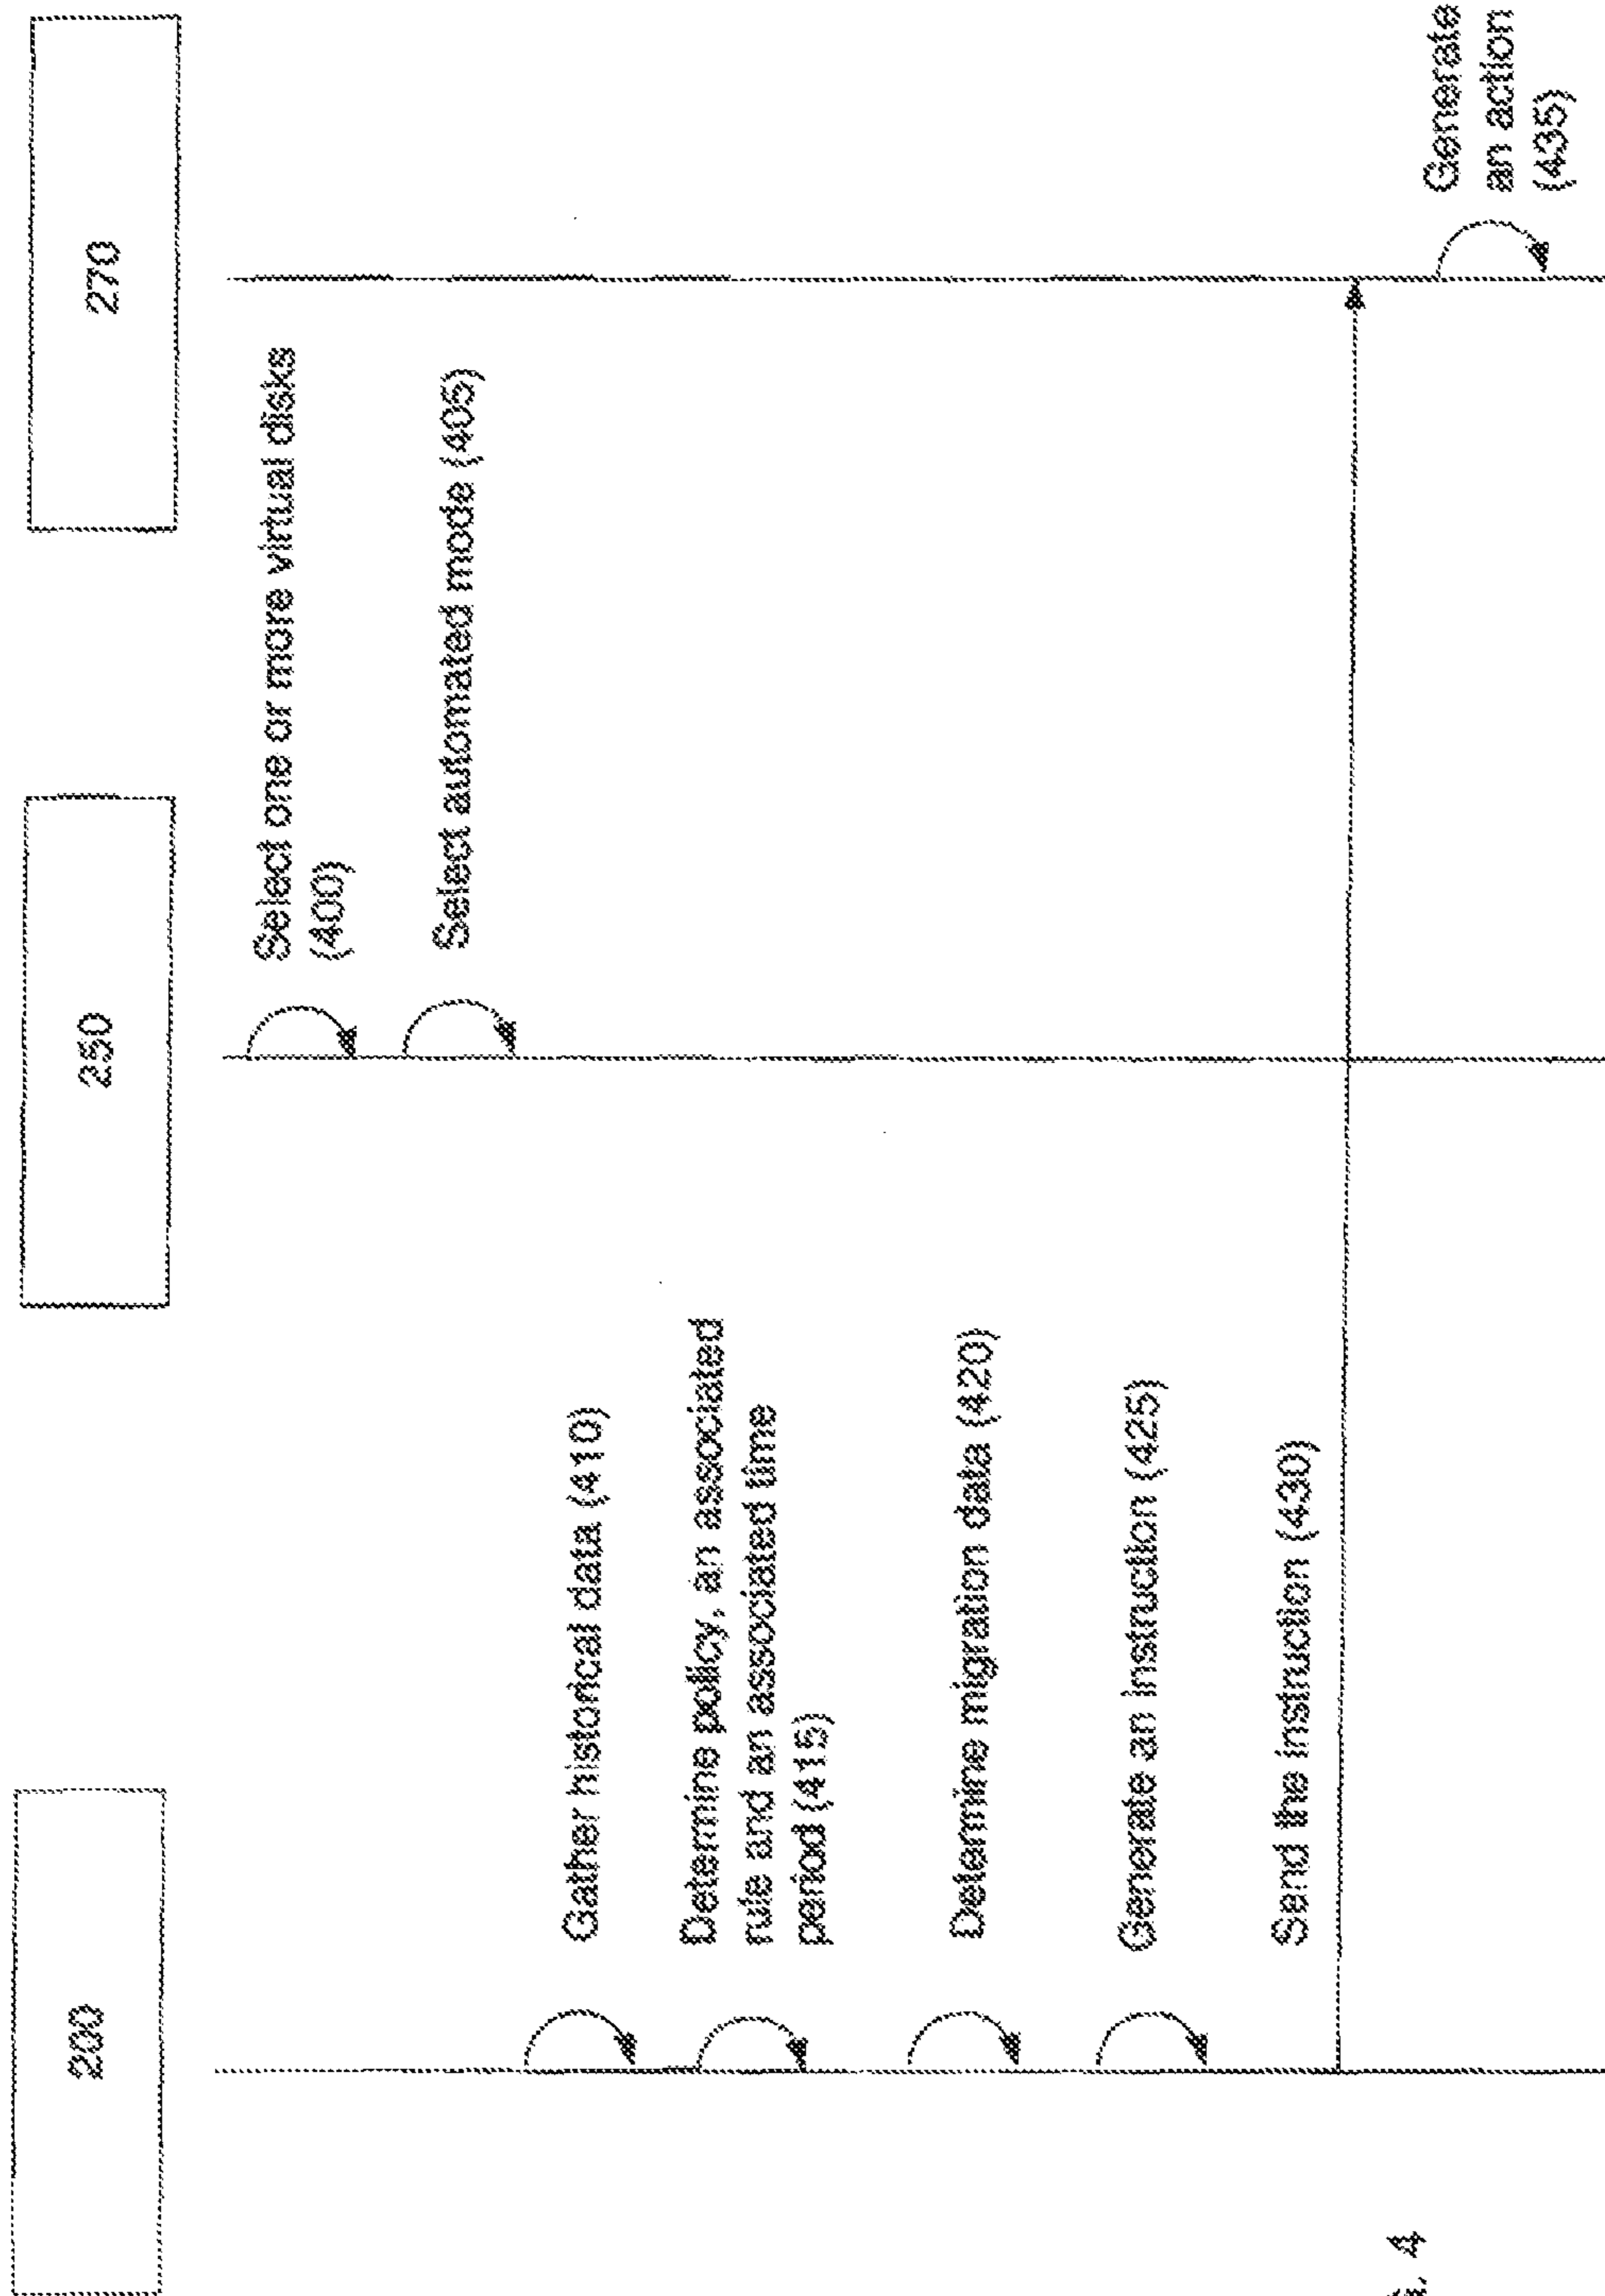 200
250
270
Select one or more virtual disks
(400)
Select automated mode (405)
Gather historical data (410)
Determine policy, an associated
rule and an associated time
period (415)
Determine migration data (420)
Generate an instruction (425)
Send the instruction (430)
Generate
an action
(435)
4